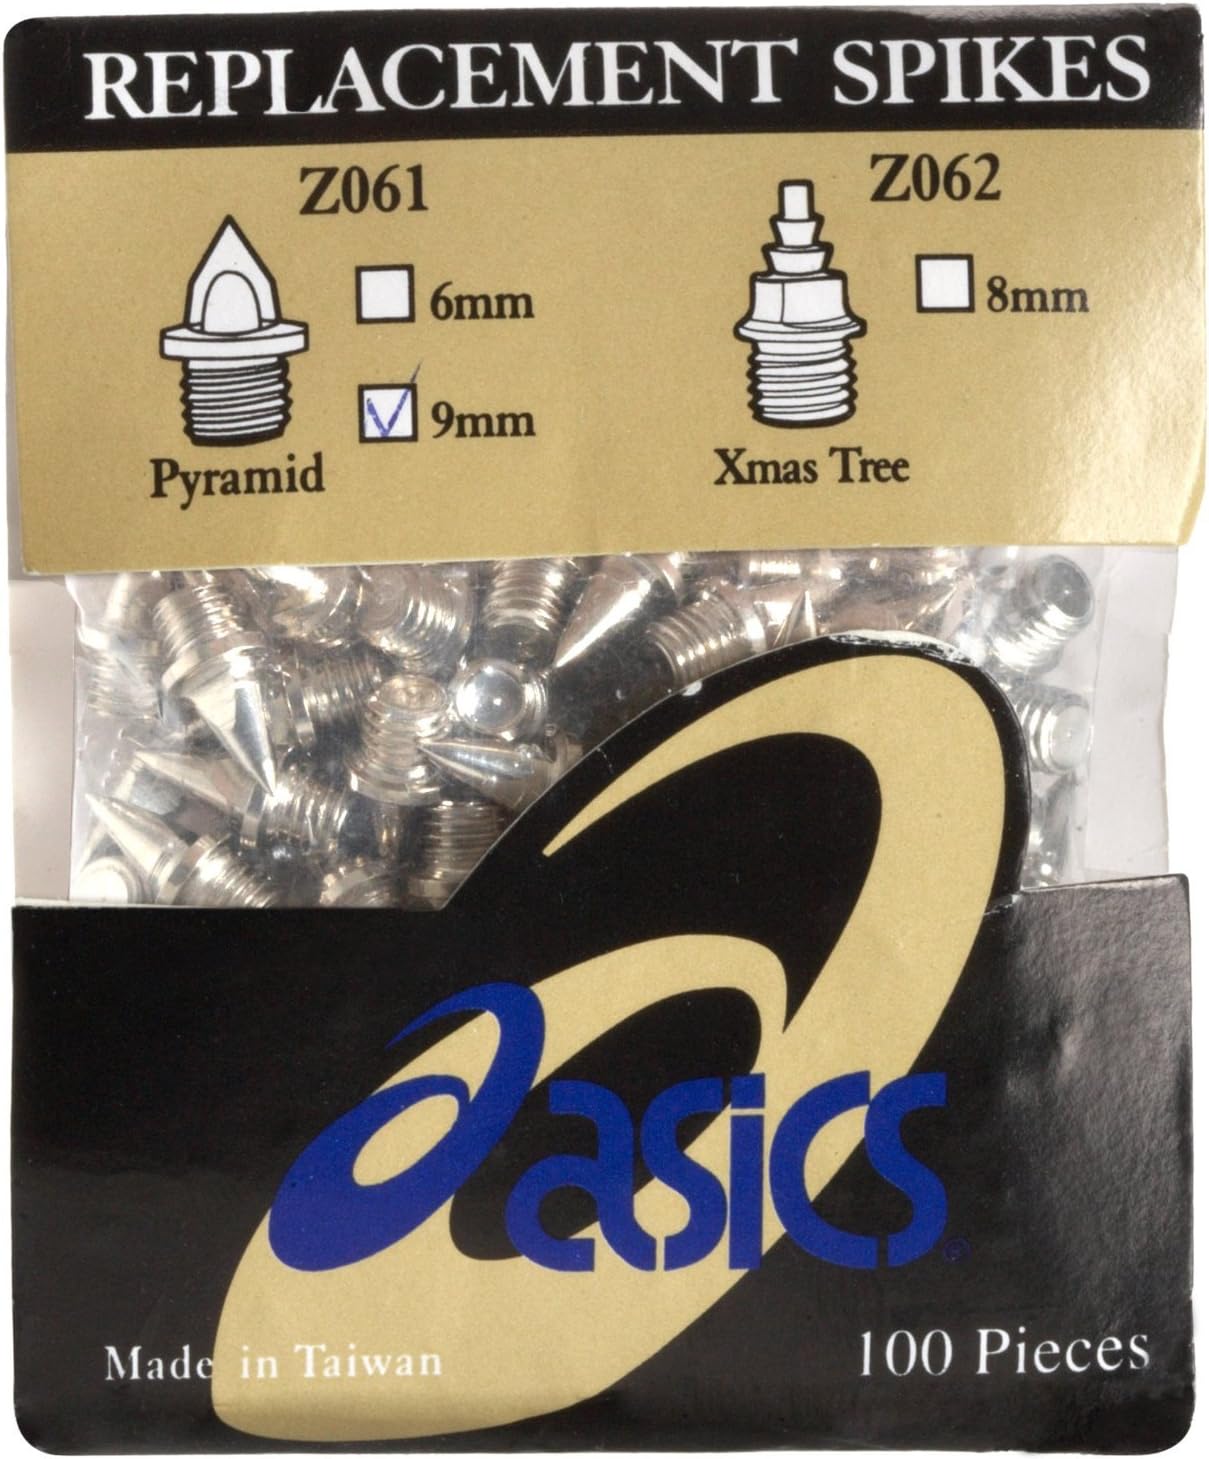 REPLACEMENT SPIKES
Z061
Z062
6mm
8mm
9mm
Pyramid
Xmas Tree
asics®
Made in Taiwan
100 Pieces